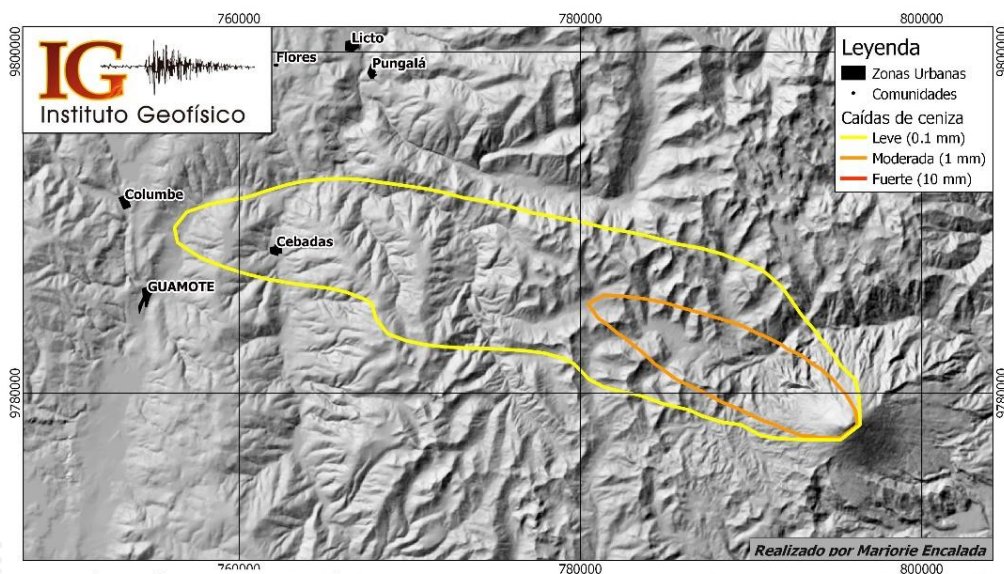 760000
780000
800000
9800000
9800000
IG
Instituto Geofísico
Licto
Flores
Pungalá
Leyenda
Zonas Urbanas
Comunidades
Caídas de ceniza
Leve (0.1 mm)
Moderada (1 mm)
Fuerte (10 mm)
Columbe
Cebadas
GUAMOTE
9780000
9780000
Realizado por Marjorie Encalada
760000
780000
800000